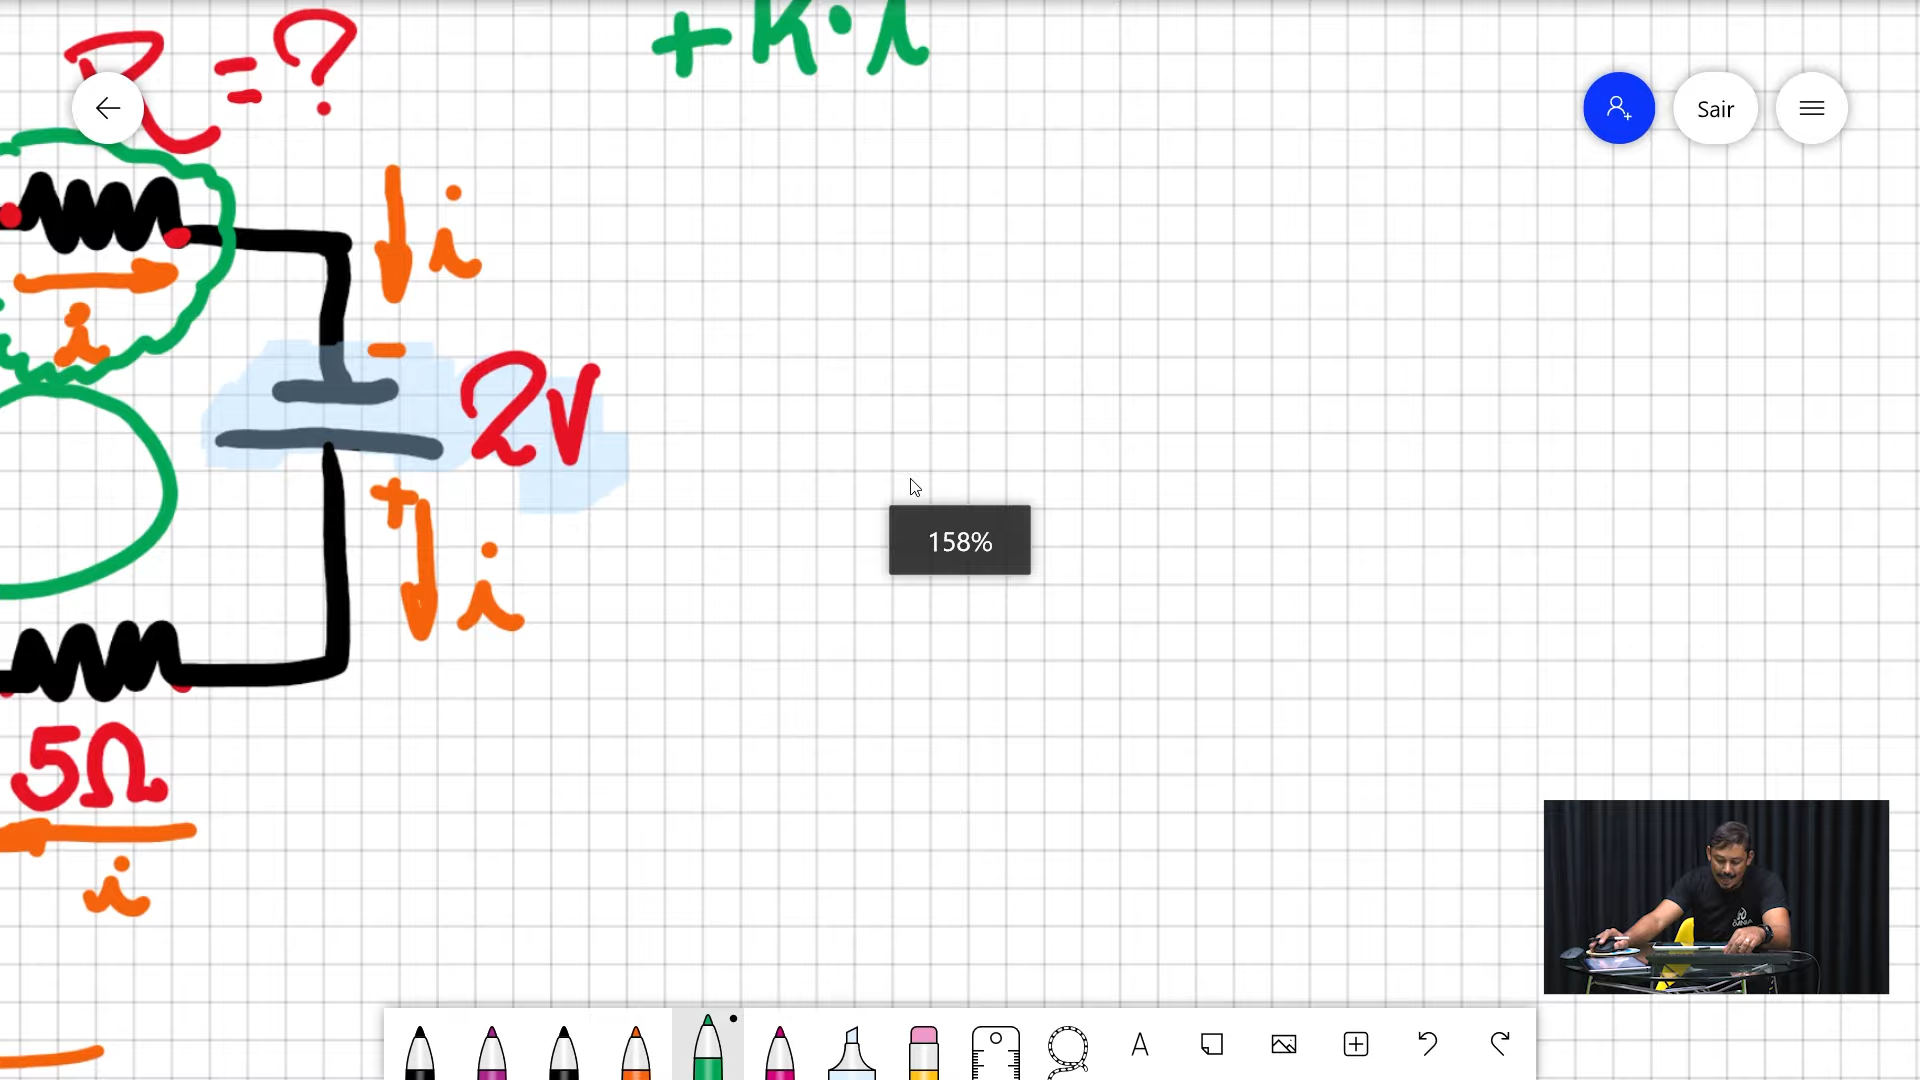 +R·i
R=?
Sair
i
i
-
2V
158%
+
i
5Ω
i
A